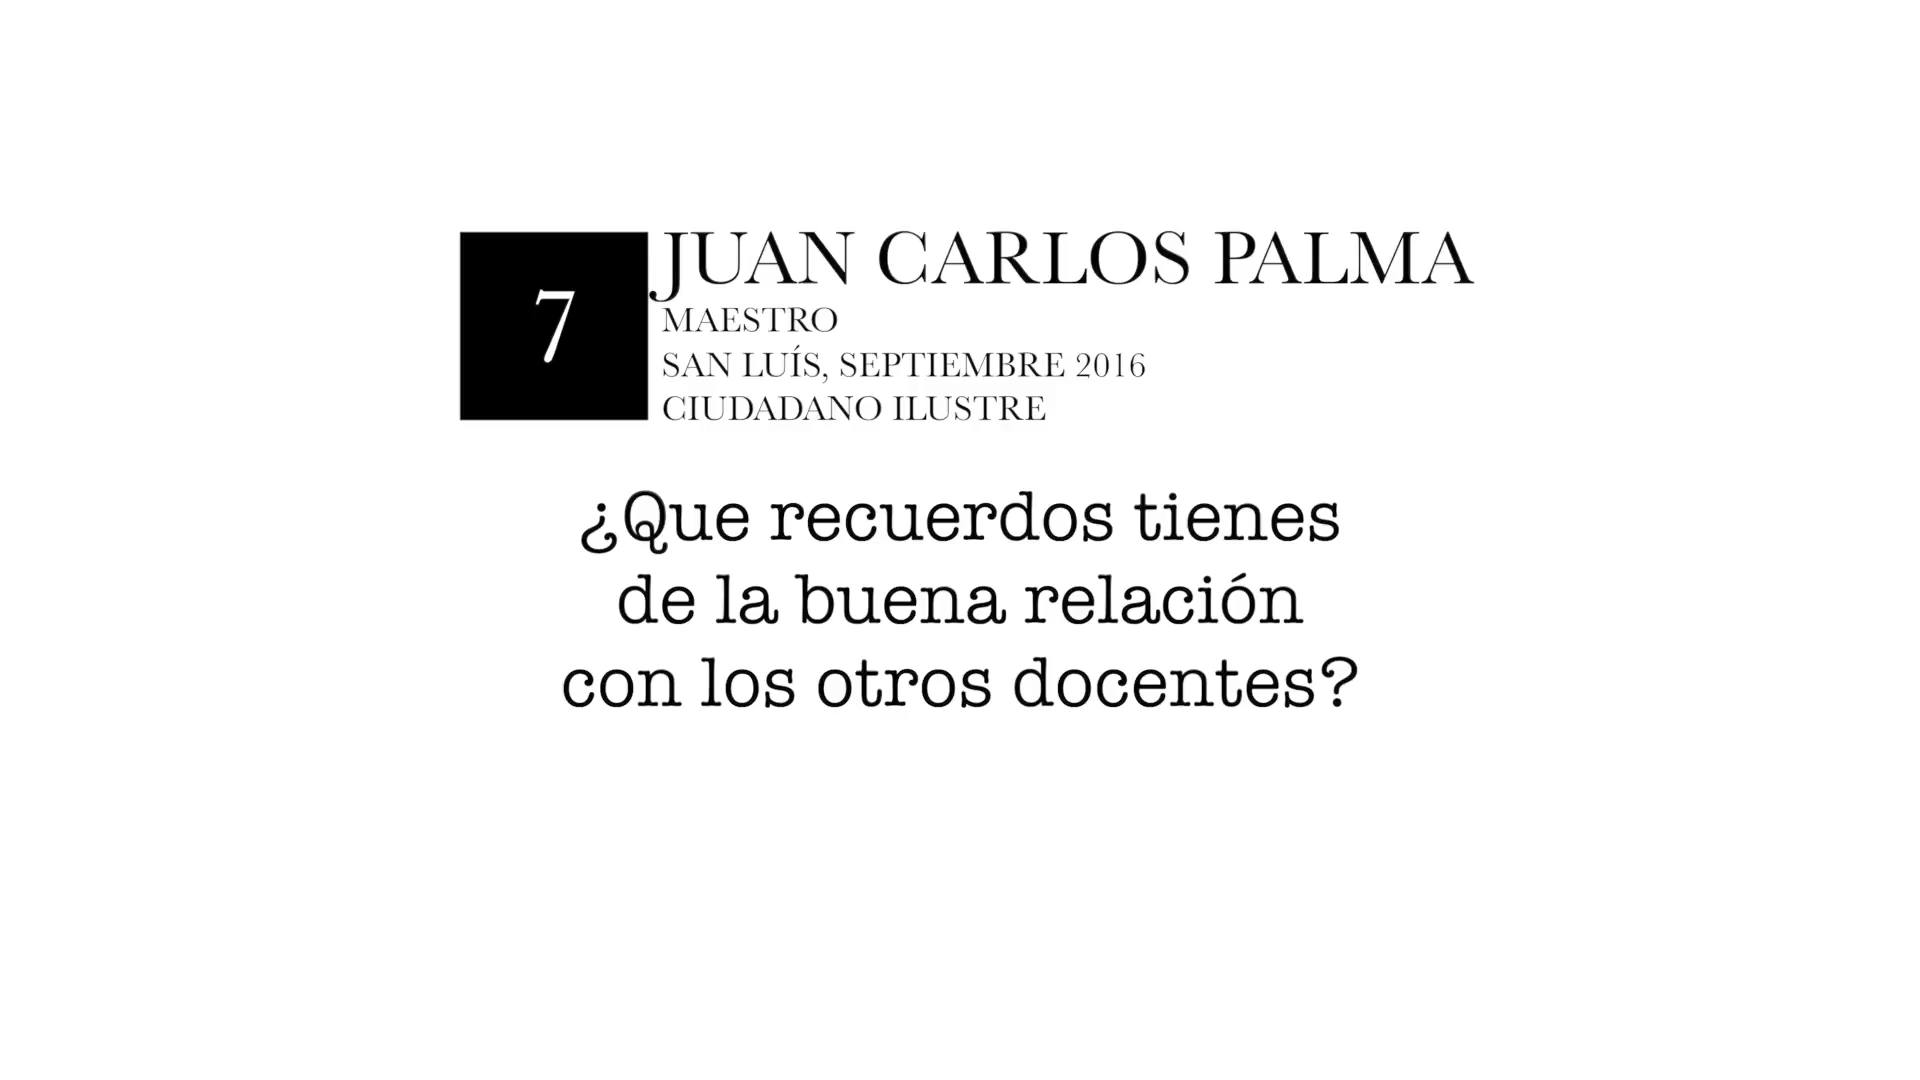 7
JUAN CARLOS PALMA
MAESTRO
SAN LUÍS, SEPTIEMBRE 2016
CIUDADANO ILUSTRE
¿Que recuerdos tienes
de la buena relación
con los otros docentes?